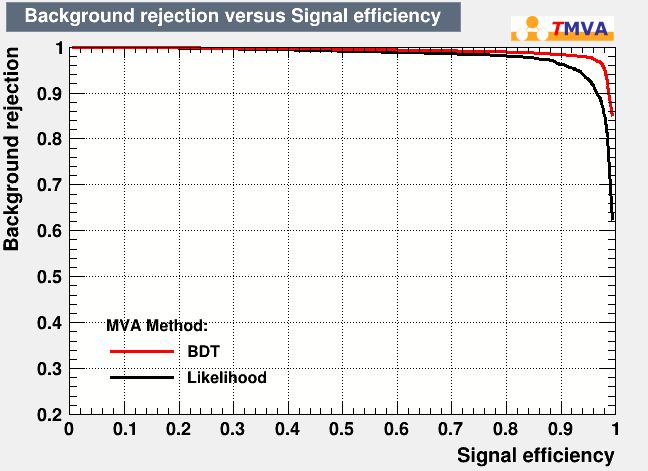 Background rejection versus Signal efficiency
TMVA
Background rejection
1
0.9
0.8
0.7
0.6
0.5
0.4
0.3
0.2
MVA Method:
BDT
Likelihood
0 0.1 0.2 0.3 0.4 0.5 0.6 0.7 0.8 0.9 1
Signal efficiency